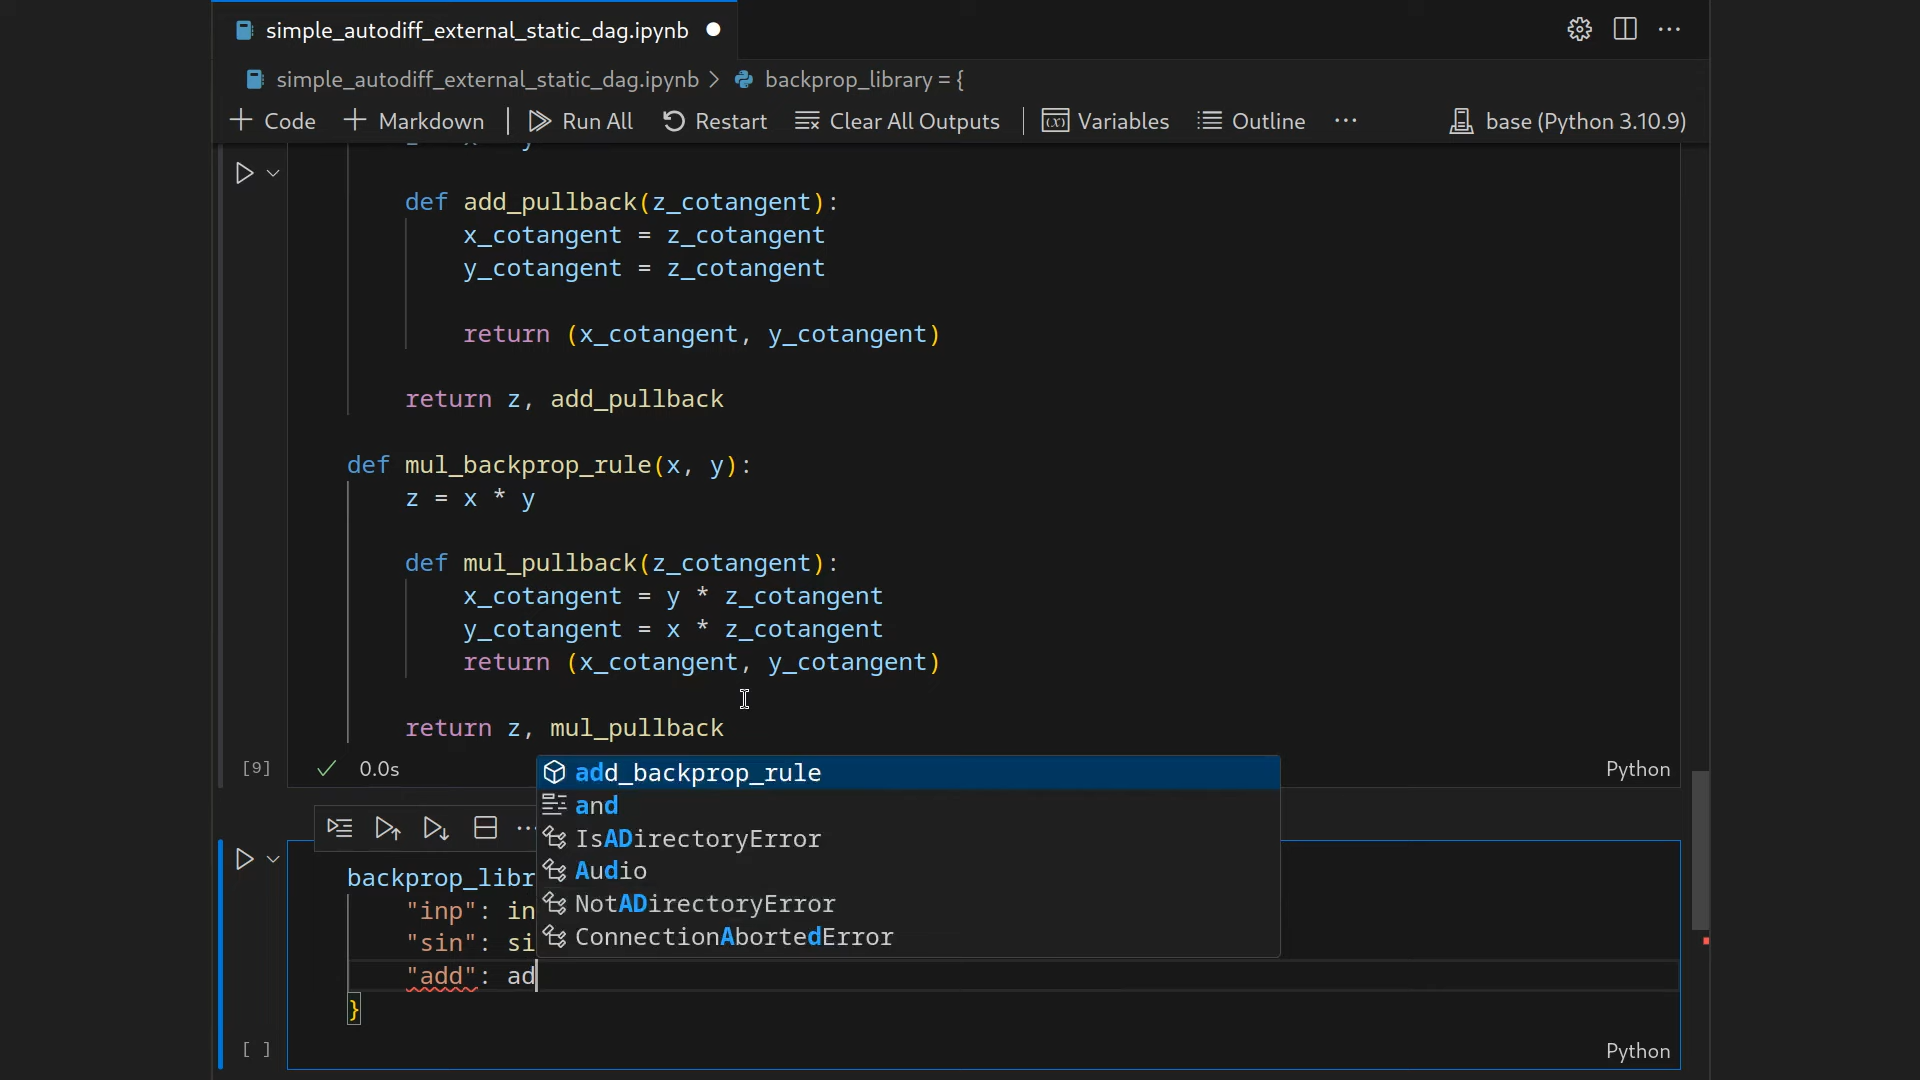 simple_autodiff_external_static_dag.ipynb
simple_autodiff_external_static_dag.ipynb > backprop_library = {
Code Markdown Run All Restart Clear All Outputs Variables Outline ··· base (Python 3.10.9)
def add_pullback(z_cotangent):
x_cotangent = z_cotangent
y_cotangent = z_cotangent
return (x_cotangent, y_cotangent)
return z, add_pullback
def mul_backprop_rule(x, y):
z = x * y
def mul_pullback(z_cotangent):
x_cotangent = y * z_cotangent
y_cotangent = x * z_cotangent
return (x_cotangent, y_cotangent)
return z, mul_pullback
[9] 0.0s Python
add_backprop_rule
and
IsADirectoryError
Audio
NotADirectoryError
ConnectionAbortedError
backprop_libr
"inp": in
"sin": si
"add": ad
}
[ ] Python